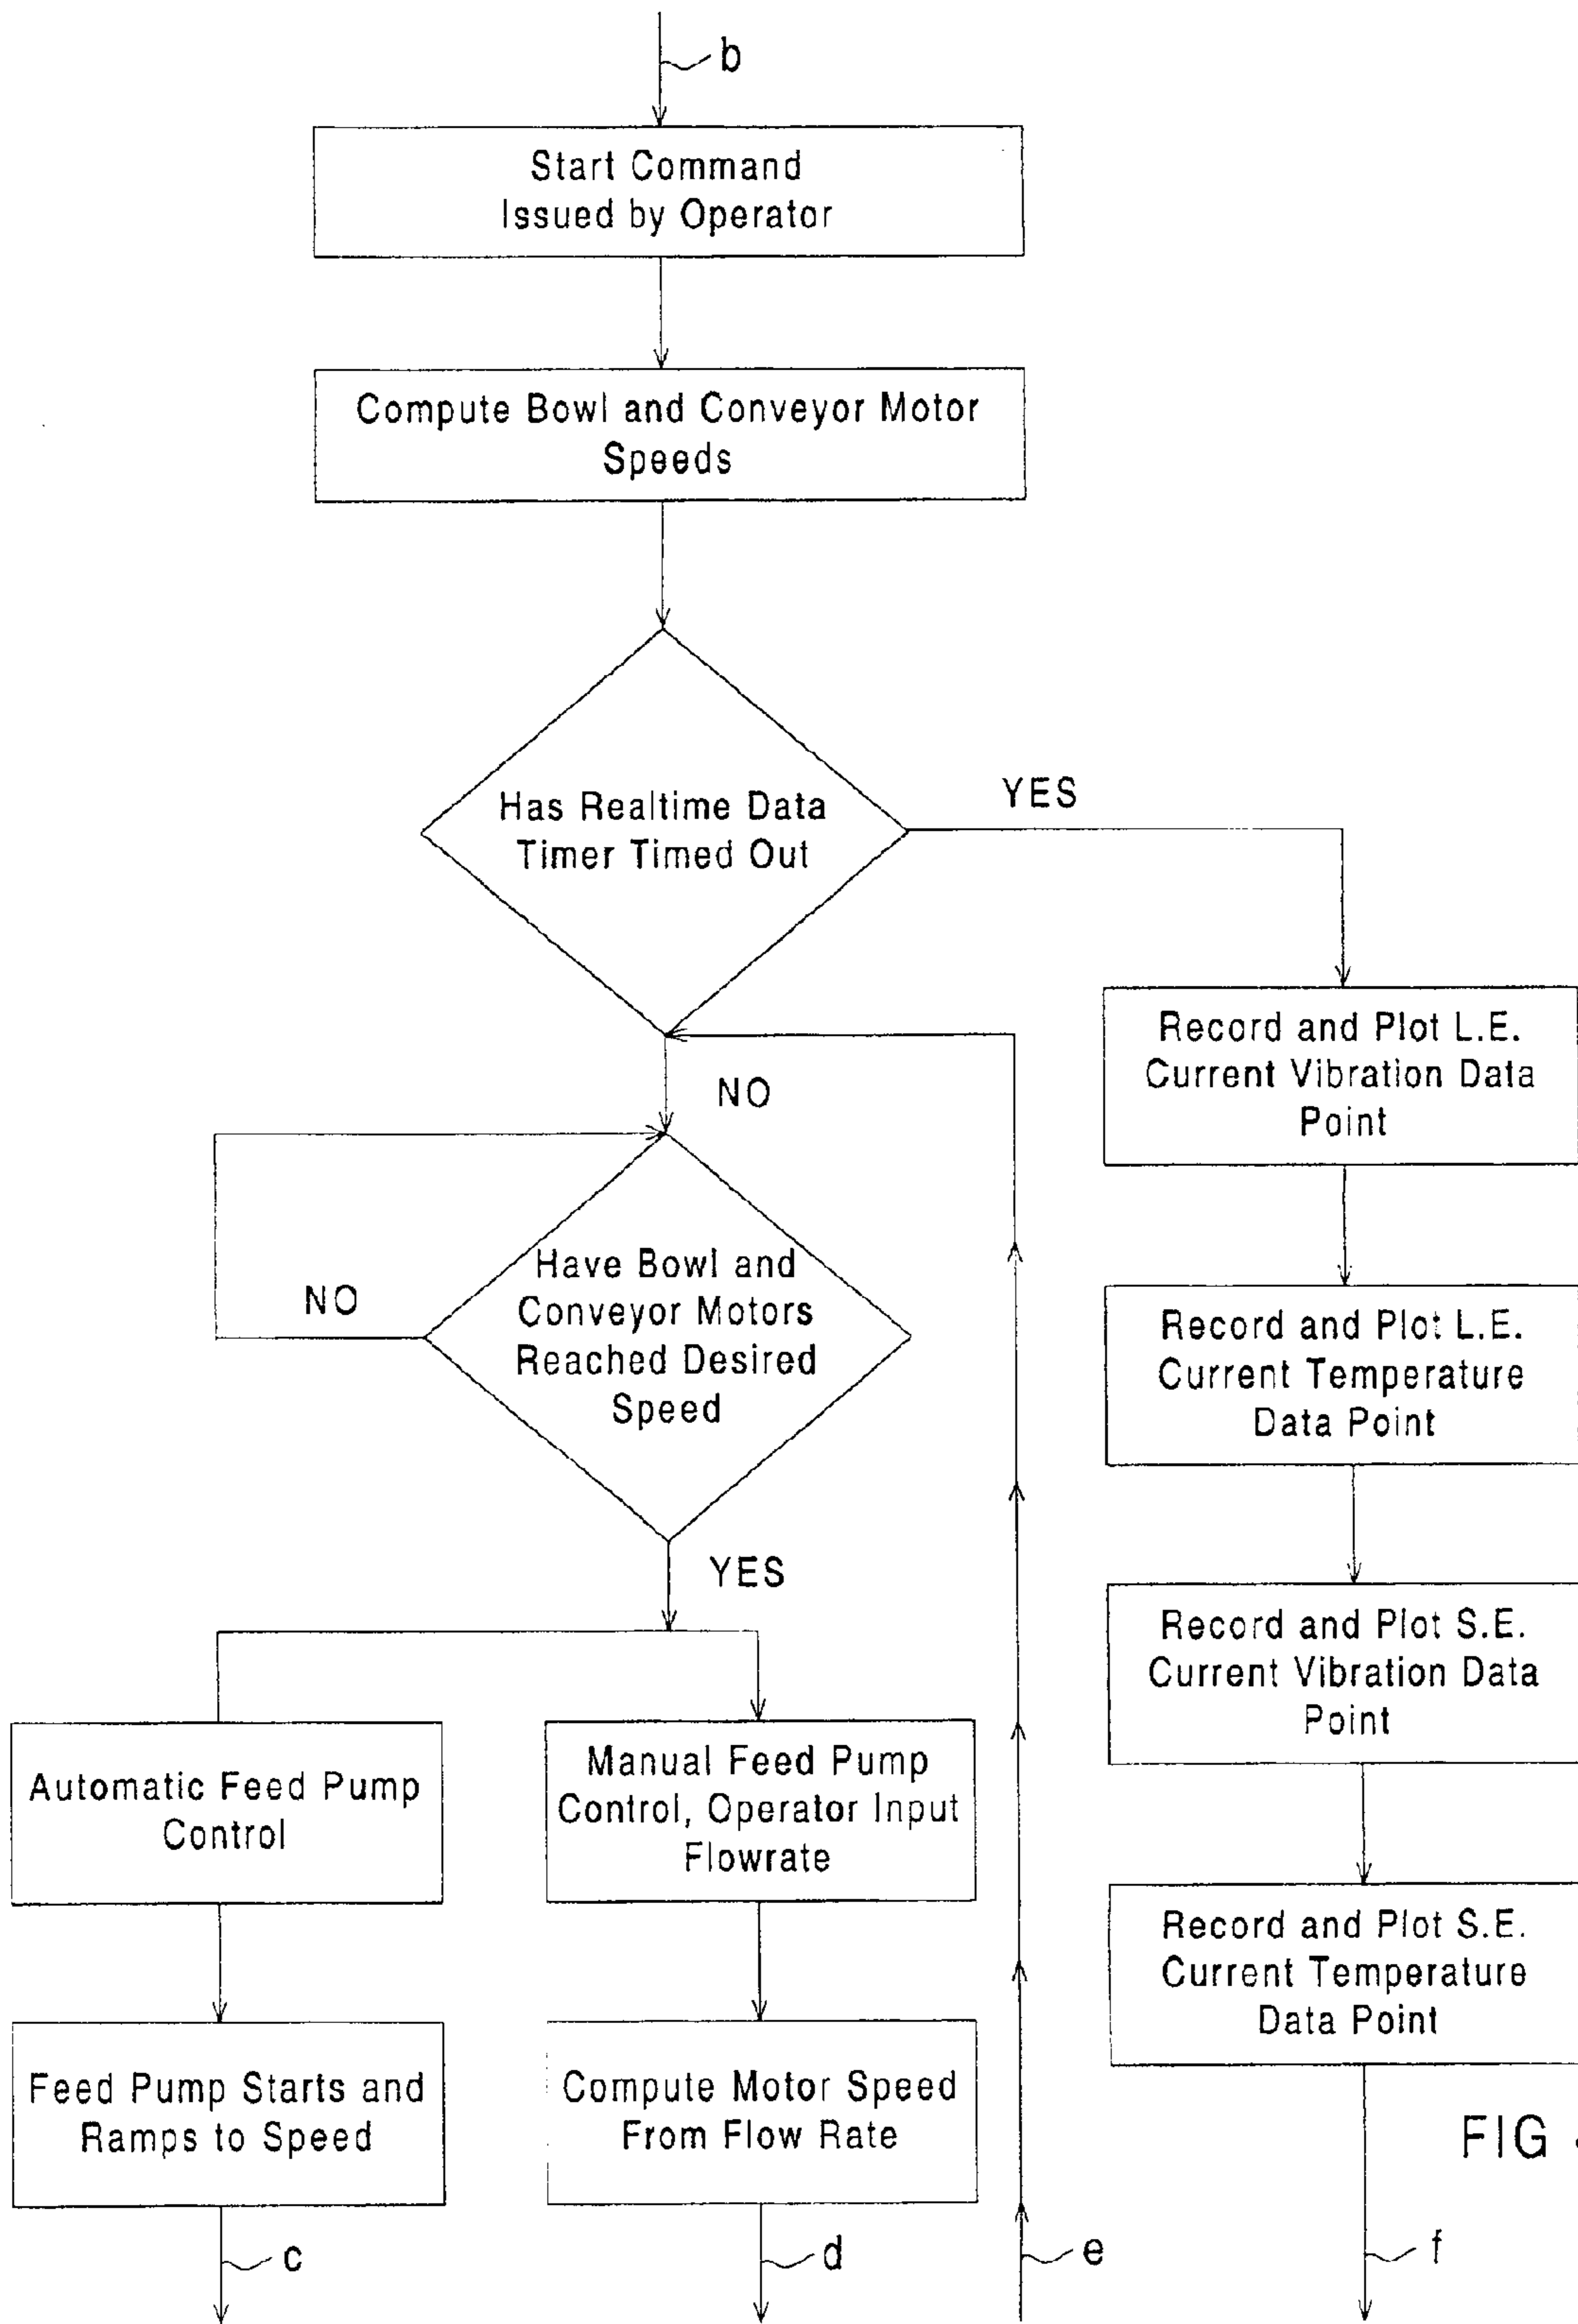 b
Start Command
Issued by Operator
Compute Bowl and Conveyor Motor
Speeds
Has Realtime Data
Timer Timed Out
YES
NO
Have Bowl and
Conveyor Motors
Reached Desired
Speed
NO
YES
Automatic Feed Pump
Control
Manual Feed Pump
Control, Operator Input
Flowrate
Feed Pump Starts and
Ramps to Speed
Compute Motor Speed
From Flow Rate
Record and Plot L.E.
Current Vibration Data
Point
Record and Plot L.E.
Current Temperature
Data Point
Record and Plot S.E.
Current Vibration Data
Point
Record and Plot S.E.
Current Temperature
Data Point
FIG
c
d
e
f